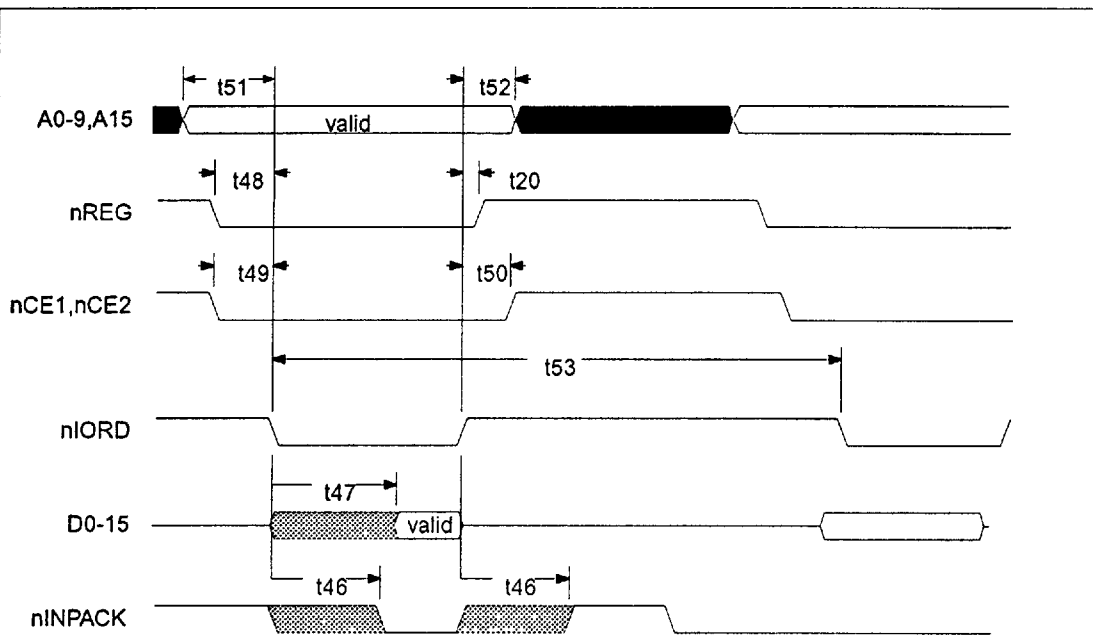 t51
t52
A0-9,A15
valid
t48
t20
nREG
t49
t50
nCE1,nCE2
t53
nIORD
t47
D0-15
valid
t46
t46
nINPACK